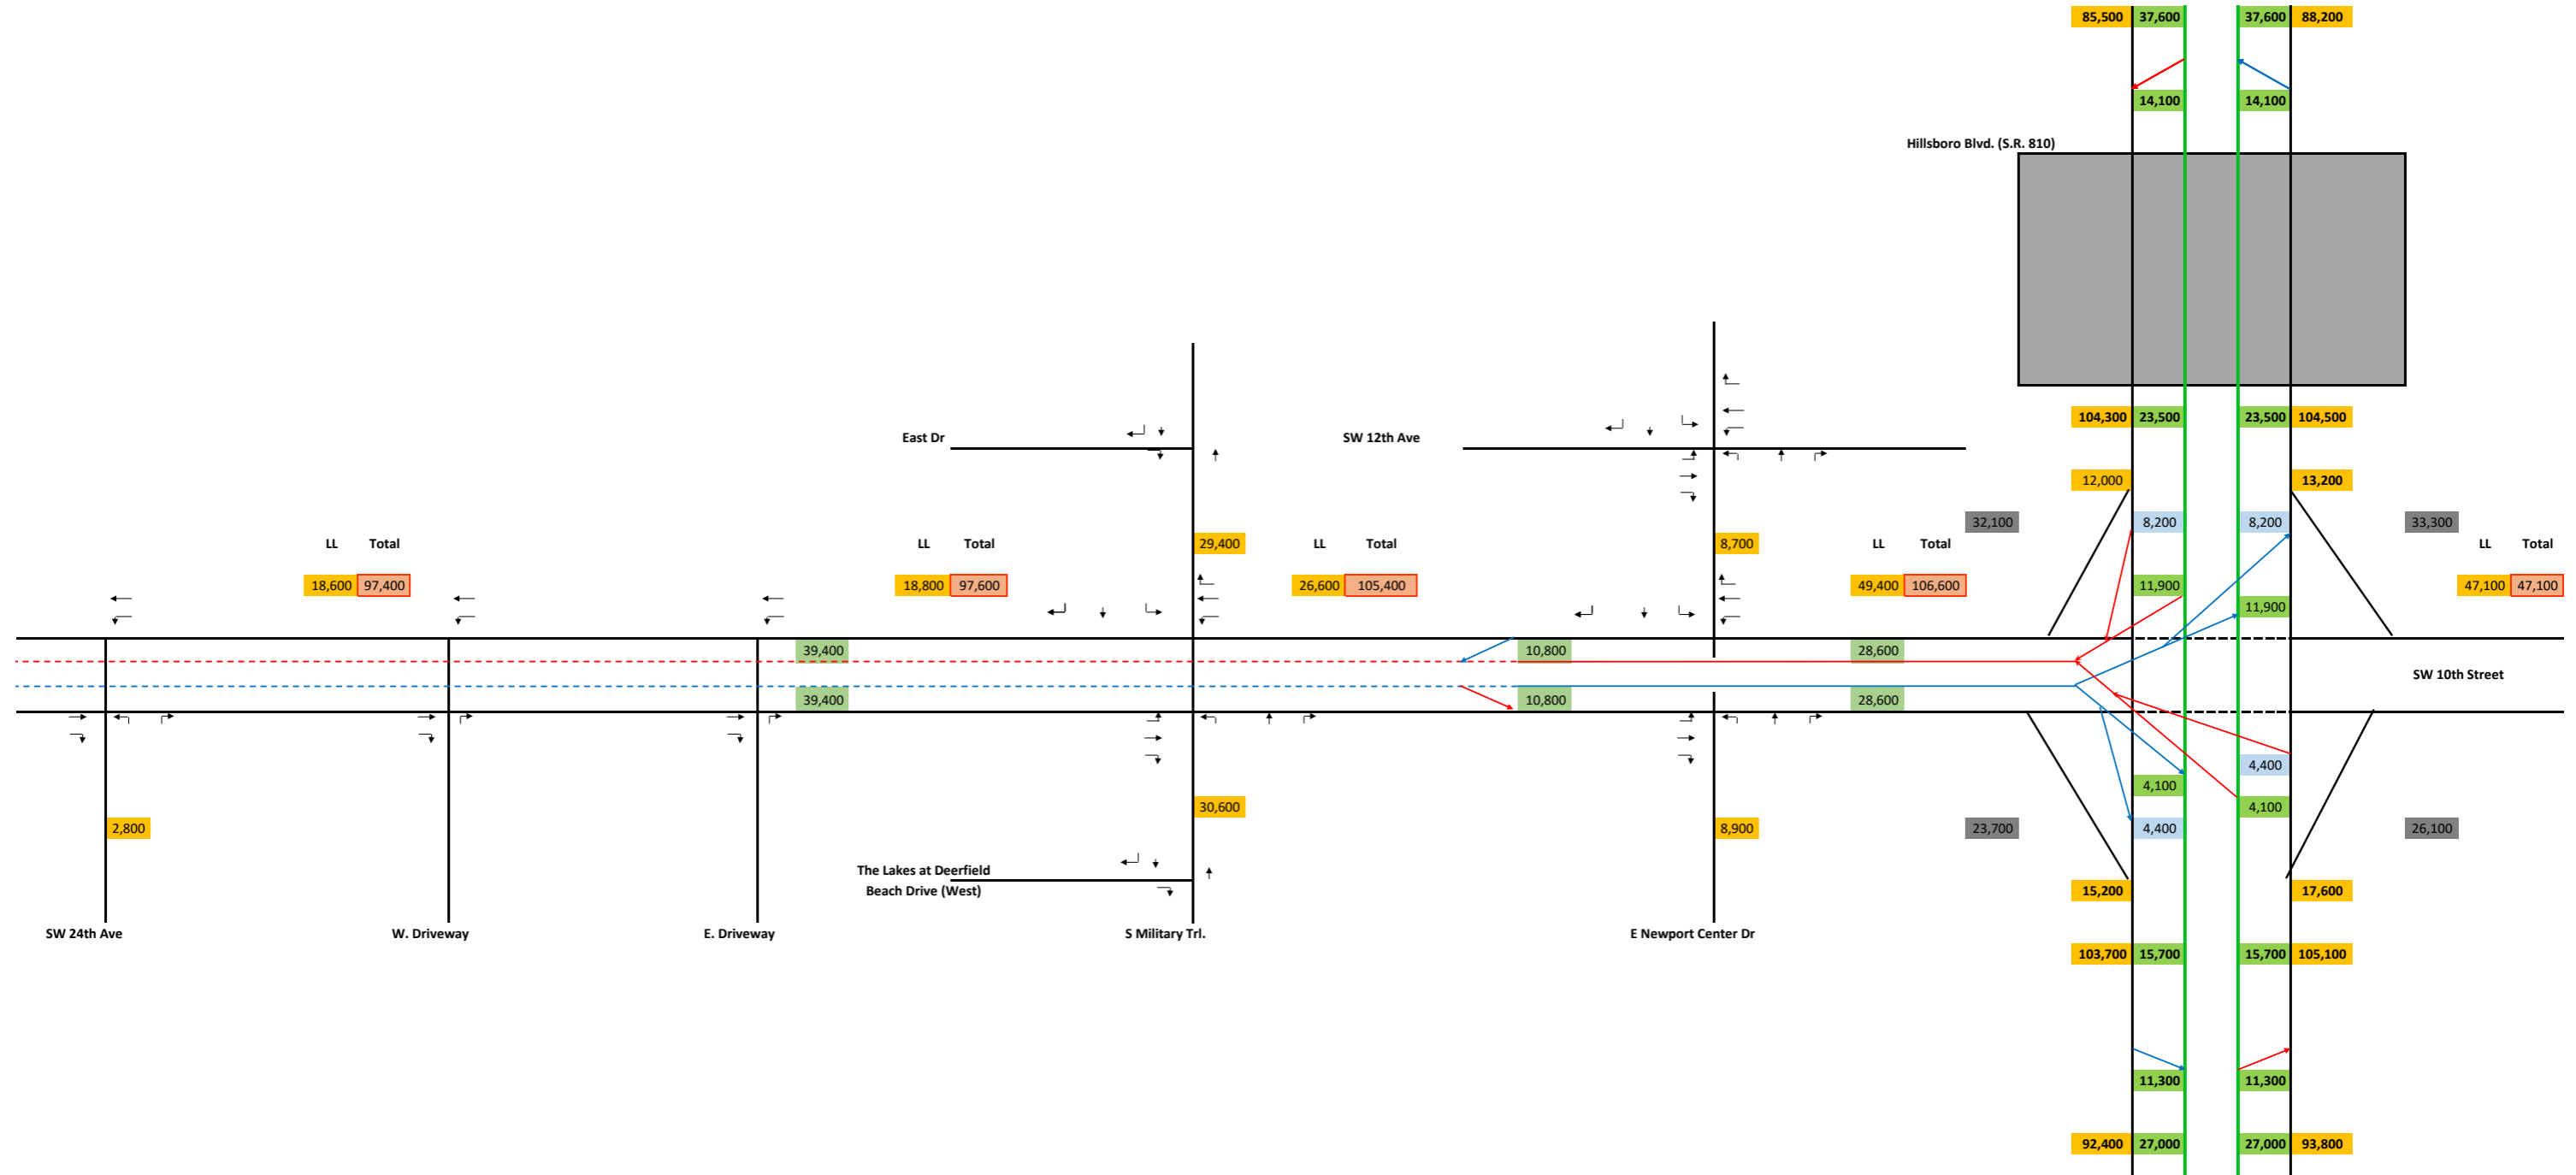 85,500 37,600 37,600 88,200
14,100 14,100
Hillsboro Blvd. (S.R. 810)
104,300 23,500 23,500 104,500
East Dr SW 12th Ave
12,000 13,200
32,100 8,200 8,200 33,300
LL Total LL Total 29,400 LL Total 8,700 LL Total LL Total
18,600 97,400 18,800 97,600 26,600 105,400 49,400 106,600 11,900 47,100 47,100
11,900
39,400 10,800 28,600
SW 10th Street
39,400 10,800 28,600
4,400
4,100
30,600 4,100
2,800 8,900 23,700 4,400 26,100
The Lakes at Deerfield
Beach Drive (West)
15,200 17,600
SW 24th Ave W. Driveway E. Driveway S Military Trl. E Newport Center Dr
103,700 15,700 15,700 105,100
11,300 11,300
92,400 27,000 27,000 93,800